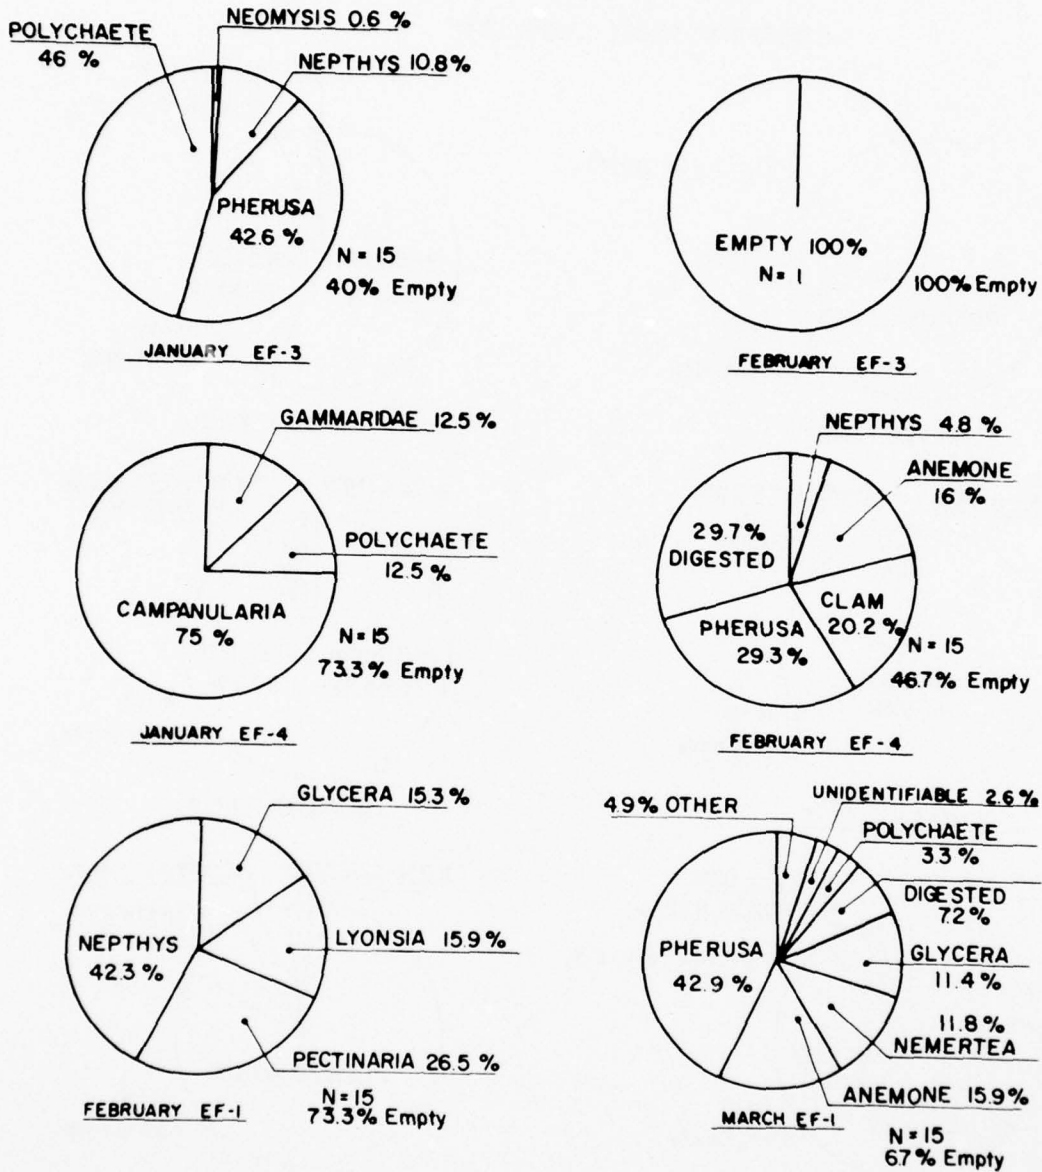 NEOMYSIS 0.6 %
POLYCHAETE
46 %
NEPTHYS 10.8%
PHERUSA
42.6 %
N = 15
40% Empty
JANUARY EF-3
EMPTY 100%
N = 1
100% Empty
FEBRUARY EF-3
GAMMARIDAE 12.5%
POLYCHAETE
12.5%
CAMPANULARIA
75 %
N = 15
73.3% Empty
JANUARY EF-4
NEPTHYS 4.8 %
ANEMONE
16 %
29.7%
DIGESTED
CLAM
20.2%
PHERUSA
29.3%
N = 15
46.7% Empty
FEBRUARY EF-4
GLYCERA 15.3%
NEPTHYS
42.3 %
LYONSIA 15.9%
PECTINARIA 26.5 %
N = 15
73.3% Empty
FEBRUARY EF-1
4.9% OTHER
UNIDENTIFIABLE 2.6%
POLYCHAETE
3.3 %
DIGESTED
7.2%
PHERUSA
42.9 %
GLYCERA
11.4%
11.8%
NEMERTEA
ANEMONE 15.9%
MARCH EF-1
N = 15
6.7% Empty